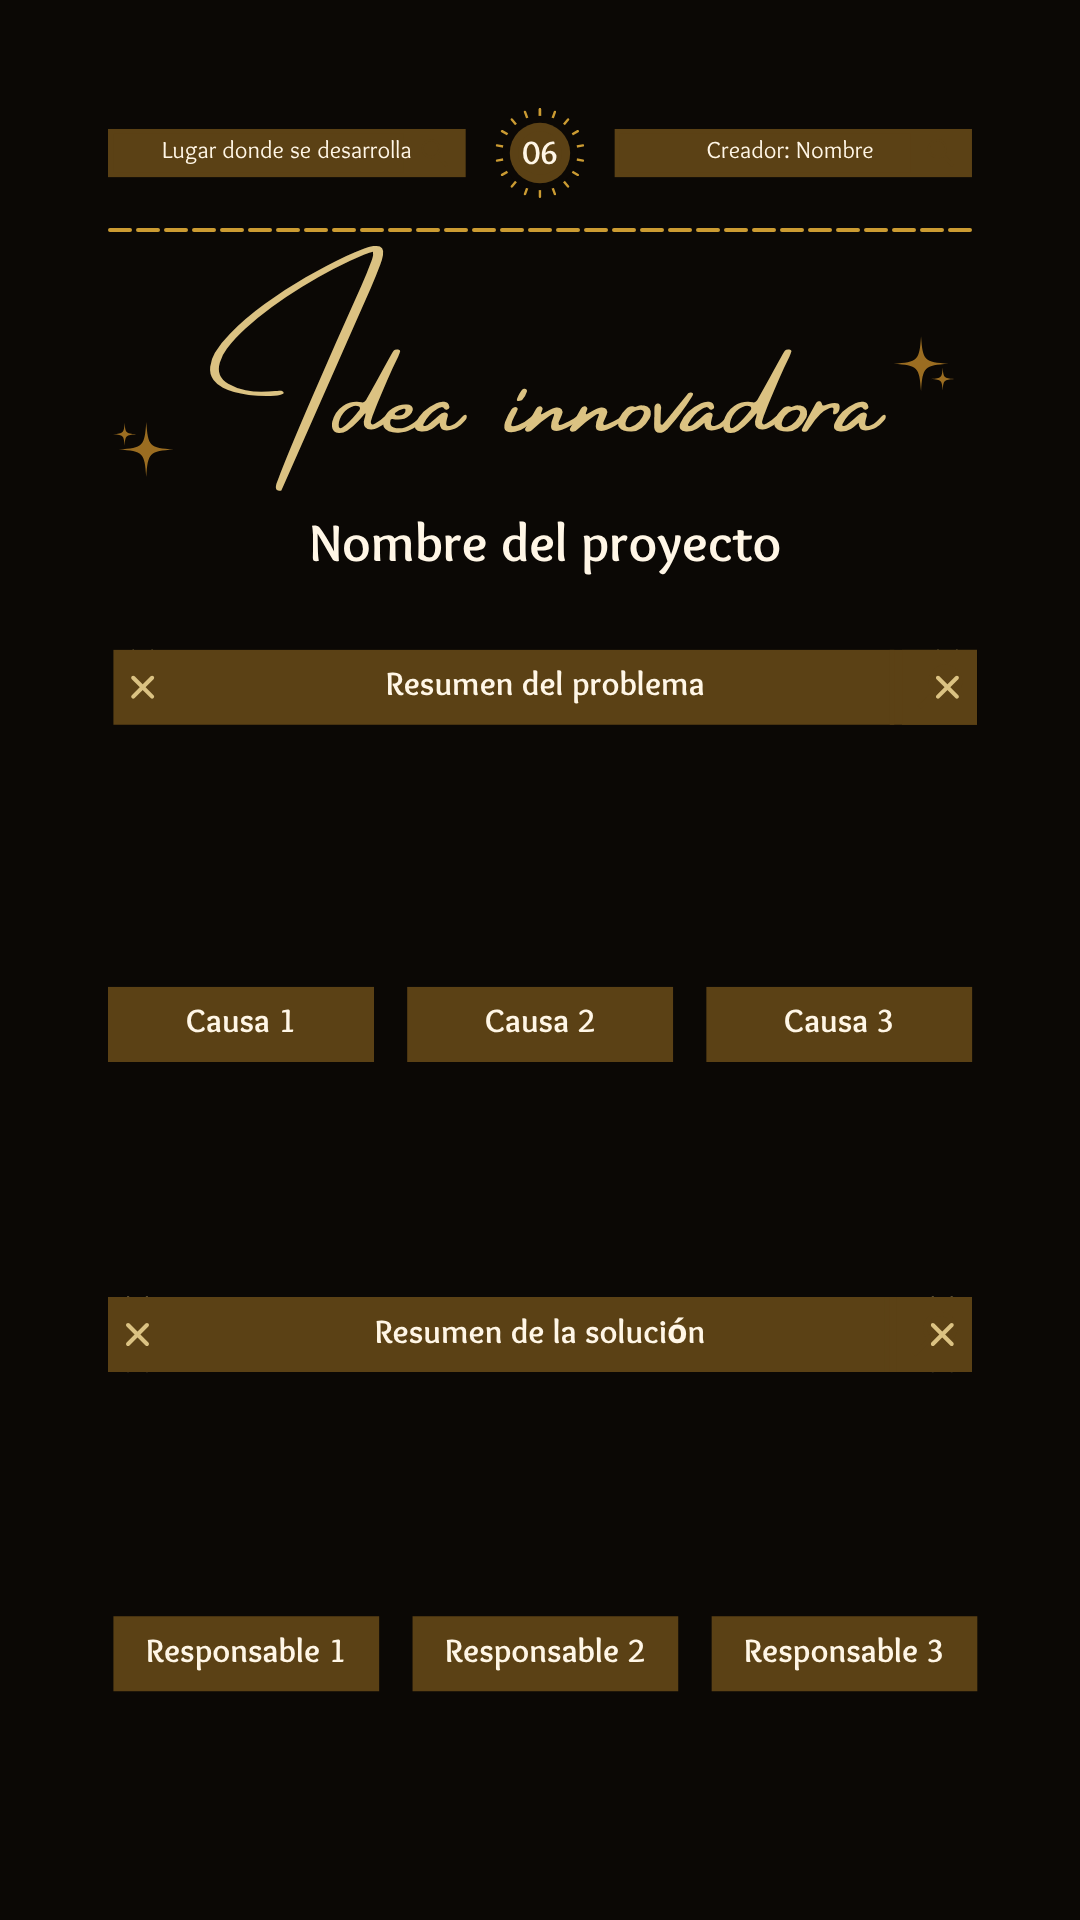 Lugar donde se desarrolla
06
Creador: Nombre
Idea innovadora
Nombre del proyecto
Resumen del problema
Causa 1
Causa 2
Causa 3
Resumen de la solución
Responsable 1
Responsable 2
Responsable 3